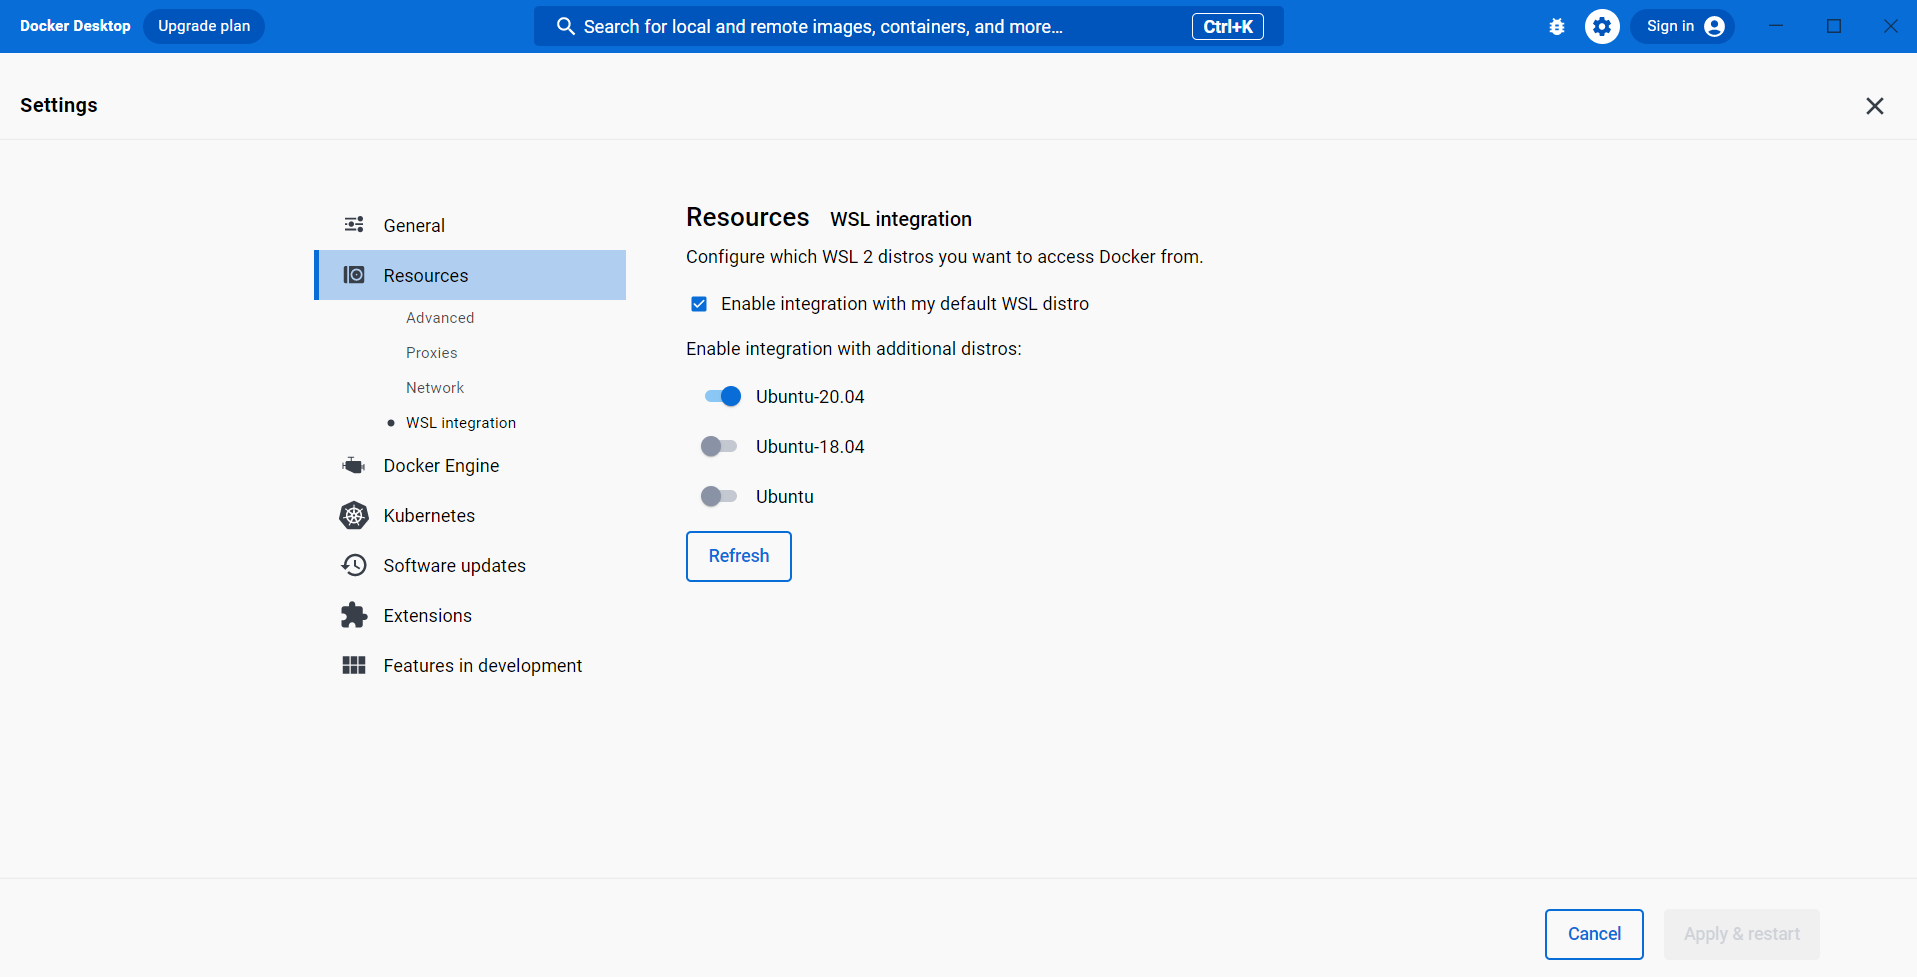 Docker Desktop Upgrade plan Search for local and remote images, containers, and more... Ctrl+K Sign in
Settings
General
Resources
Advanced
Proxies
Network
WSL integration
Docker Engine
Kubernetes
Software updates
Extensions
Features in development
Resources WSL integration
Configure which WSL 2 distros you want to access Docker from.
Enable integration with my default WSL distro
Enable integration with additional distros:
Ubuntu-20.04
Ubuntu-18.04
Ubuntu
Refresh
Cancel Apply & restart